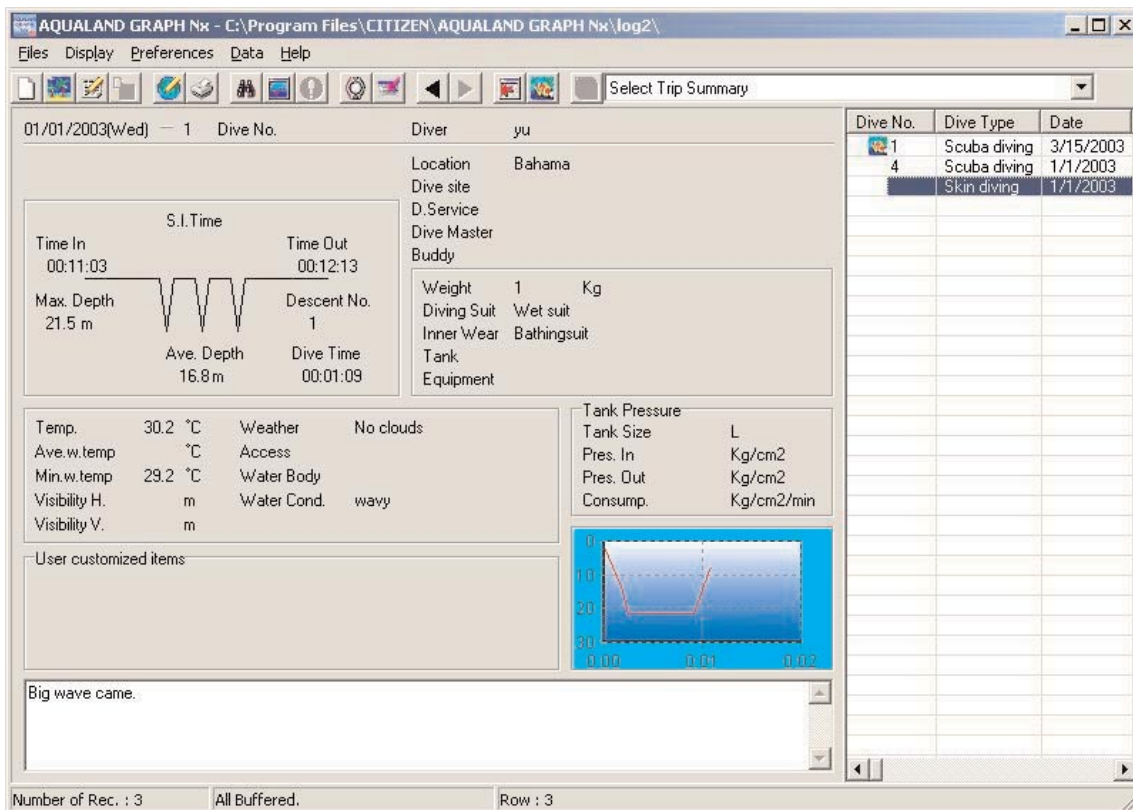 AQUALAND GRAPH Nx - C:\Program Files\CITIZEN\AQUALAND GRAPH Nx\log2\
Files Display Preferences Data Help
Select Trip Summary
01/01/2003(Wed) — 1 Dive No. Diver yu
Location Bahama
Dive site
D.Service
Dive Master
Buddy
S.I.Time
Time In Time Out
00:11:03 00:12:13
Max. Depth Descent No.
21.5 m 1
Ave. Depth Dive Time
16.8 m 00:01:09
Weight 1 Kg
Diving Suit Wet suit
Inner Wear Bathingsuit
Tank
Equipment
Temp. 30.2 °C Weather No clouds
Ave.w.temp °C Access
Min.w.temp 29.2 °C Water Body
Visibility H. m Water Cond. wavy
Visibility V. m
Tank Pressure
Tank Size L
Pres. In Kg/cm2
Pres. Out Kg/cm2
Consump. Kg/cm2/min
User customized items
0
10
20
30
0.00 0.01 0.02
Big wave came.
Dive No. Dive Type Date
1 Scuba diving 3/15/2003
4 Scuba diving 1/1/2003
Skin diving 1/1/2003
Number of Rec. : 3 All Buffered. Row : 3